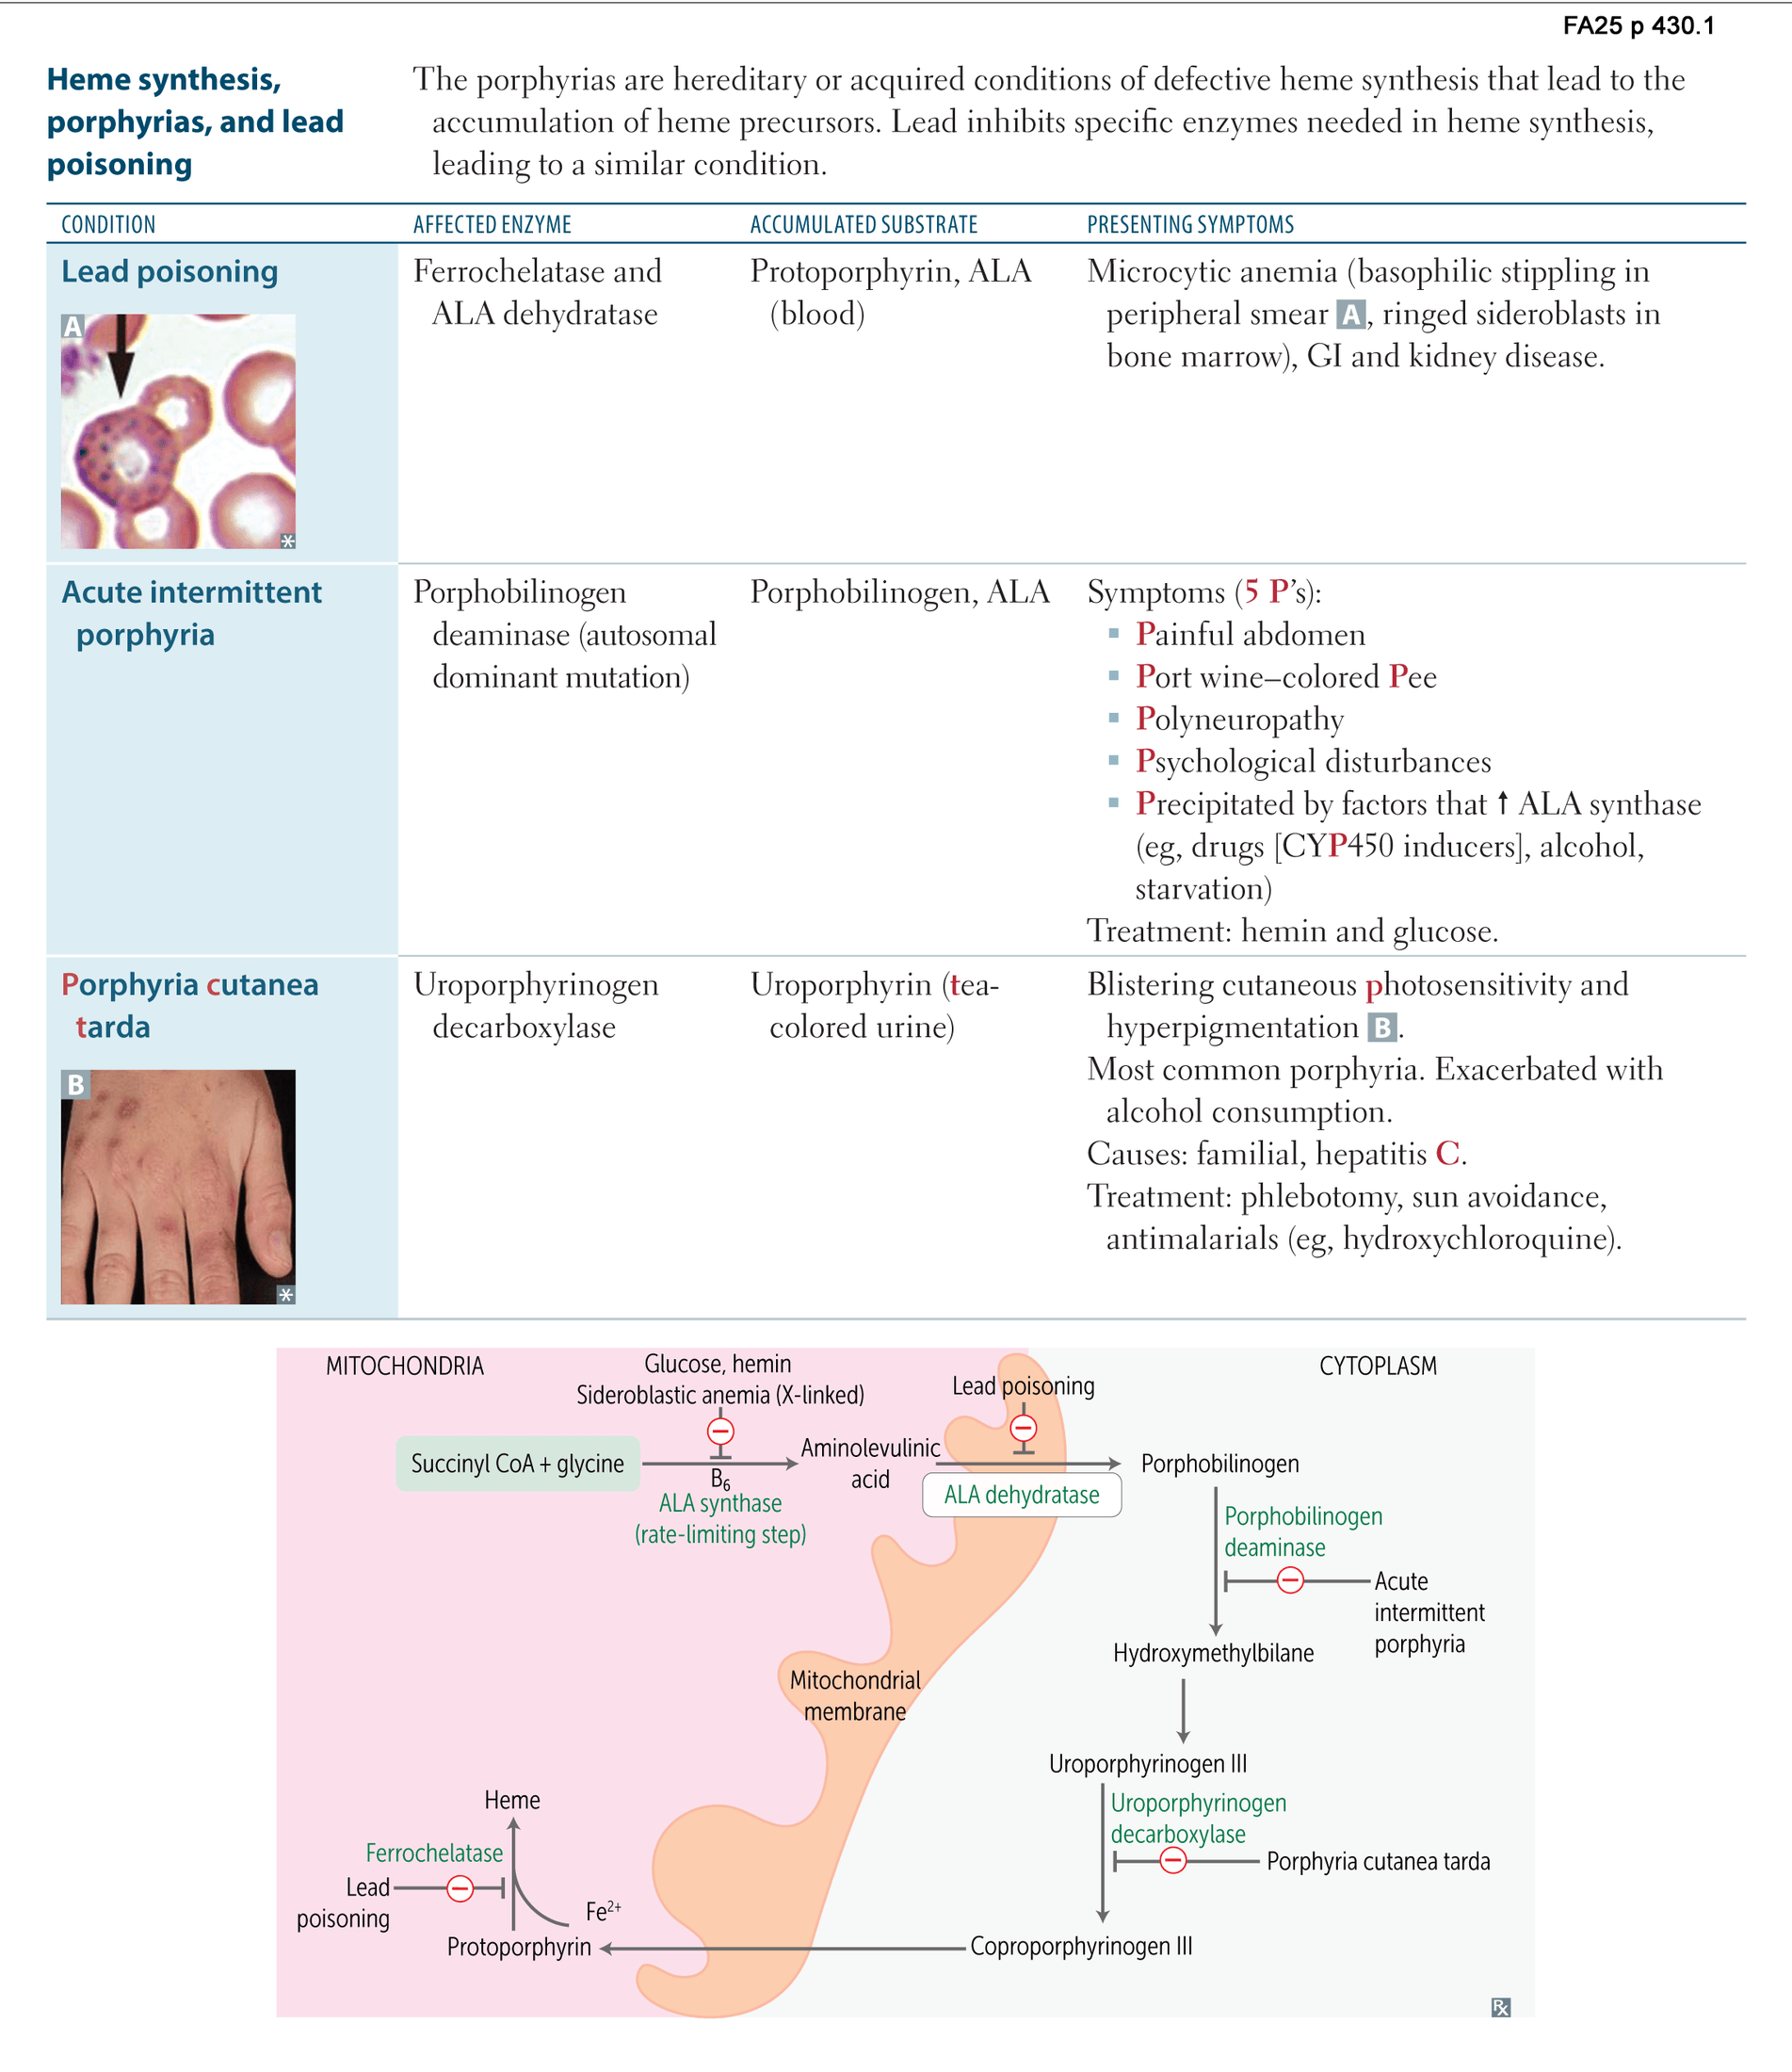 FA25 p 430.1
Heme synthesis,
porphyrias, and lead
poisoning
The porphyrias are hereditary or acquired conditions of defective heme synthesis that lead to the
accumulation of heme precursors. Lead inhibits specific enzymes needed in heme synthesis,
leading to a similar condition.
CONDITION
AFFECTED ENZYME
ACCUMULATED SUBSTRATE
PRESENTING SYMPTOMS
Lead poisoning
A
*
Ferrochelatase and
ALA dehydratase
Protoporphyrin, ALA
(blood)
Microcytic anemia (basophilic stippling in
peripheral smear A, ringed sideroblasts in
bone marrow), GI and kidney disease.
Acute intermittent
porphyria
Porphobilinogen
deaminase (autosomal
dominant mutation)
Porphobilinogen, ALA
Symptoms (5 P's):
▪ Painful abdomen
▪ Port wine–colored Pee
▪ Polyneuropathy
▪ Psychological disturbances
▪ Precipitated by factors that ↑ ALA synthase
(eg, drugs [CYP450 inducers], alcohol,
starvation)
Treatment: hemin and glucose.
Porphyria cutanea
tarda
B
*
Uroporphyrinogen
decarboxylase
Uroporphyrin (tea-
colored urine)
Blistering cutaneous photosensitivity and
hyperpigmentation B.
Most common porphyria. Exacerbated with
alcohol consumption.
Causes: familial, hepatitis C.
Treatment: phlebotomy, sun avoidance,
antimalarials (eg, hydroxychloroquine).
MITOCHONDRIA
CYTOPLASM
Glucose, hemin
Sideroblastic anemia (X-linked)
Lead poisoning
Succinyl CoA + glycine
B6
ALA synthase
(rate-limiting step)
Aminolevulinic
acid
ALA dehydratase
Porphobilinogen
Porphobilinogen
deaminase
Acute
intermittent
porphyria
Hydroxymethylbilane
Mitochondrial
membrane
Uroporphyrinogen III
Uroporphyrinogen
decarboxylase
Porphyria cutanea tarda
Coproporphyrinogen III
Heme
Ferrochelatase
Lead
poisoning
Fe2+
Protoporphyrin
Rx